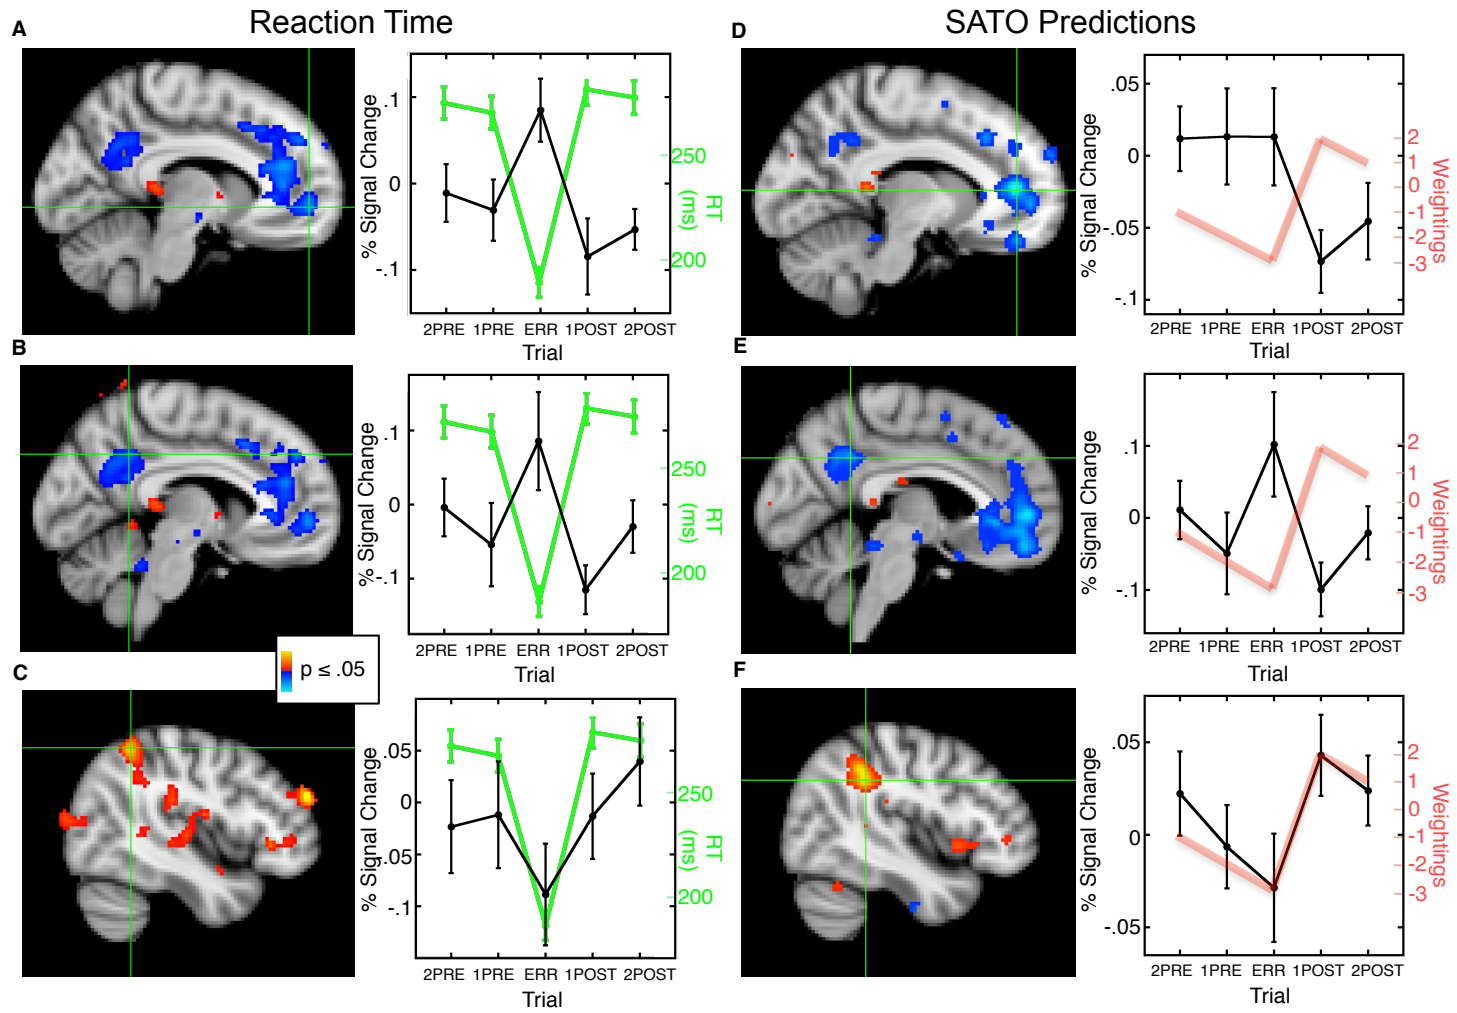 Reaction Time
SATO Predictions
A
% Signal Change
.1
0
-.1
250
200
RT
(ms)
2PRE 1PRE ERR 1POST 2POST
Trial
D
% Signal Change
.05
0
-.05
-.1
2
1
0
-1
-2
-3
Weightings
2PRE 1PRE ERR 1POST 2POST
Trial
B
% Signal Change
.1
0
-.1
250
200
RT
(ms)
2PRE 1PRE ERR 1POST 2POST
Trial
E
% Signal Change
.1
0
-.1
2
1
0
-1
-2
-3
Weightings
2PRE 1PRE ERR 1POST 2POST
Trial
p ≤ .05
C
% Signal Change
.05
0
-.05
-.1
250
200
RT
(ms)
2PRE 1PRE ERR 1POST 2POST
Trial
F
% Signal Change
.05
0
-.05
2
1
0
-1
-2
-3
Weightings
2PRE 1PRE ERR 1POST 2POST
Trial